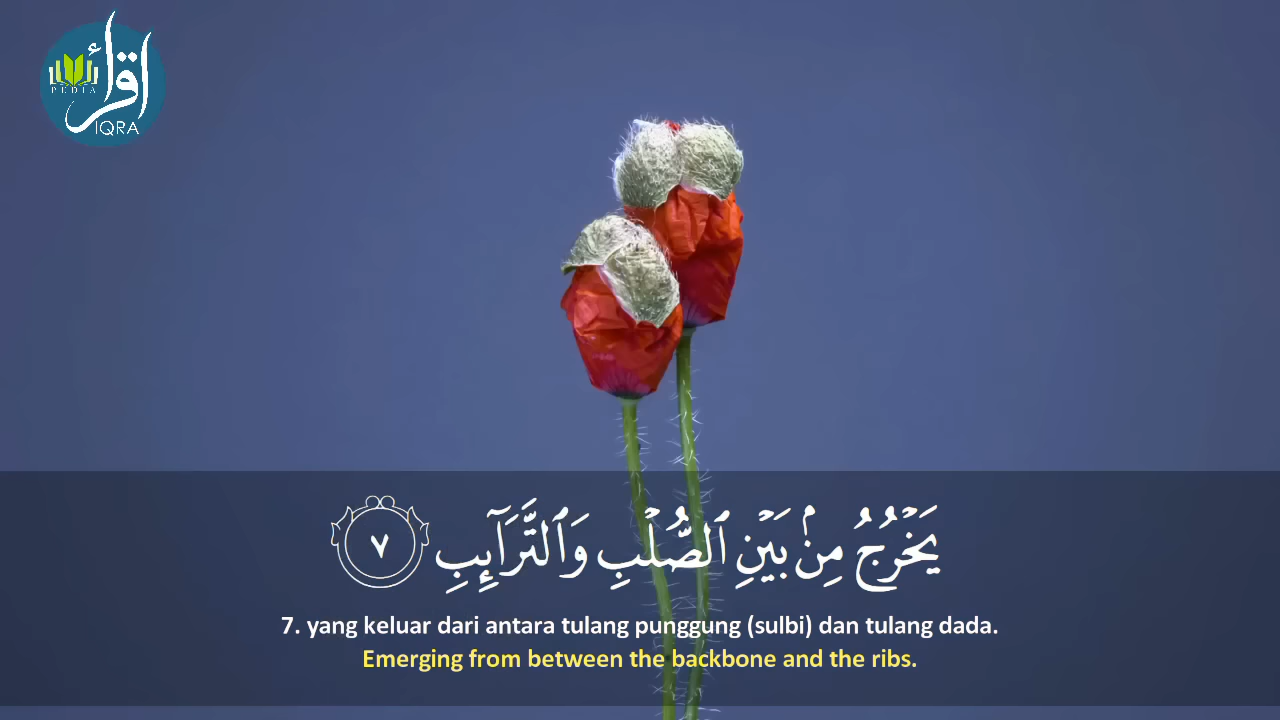 اقرأ
PEDIA
IQRA
يَخْرُجُ مِنۢ بَيْنِ ٱلصُّلْبِ وَٱلتَّرَآئِبِ ٧
7. yang keluar dari antara tulang punggung (sulbi) dan tulang dada.
Emerging from between the backbone and the ribs.